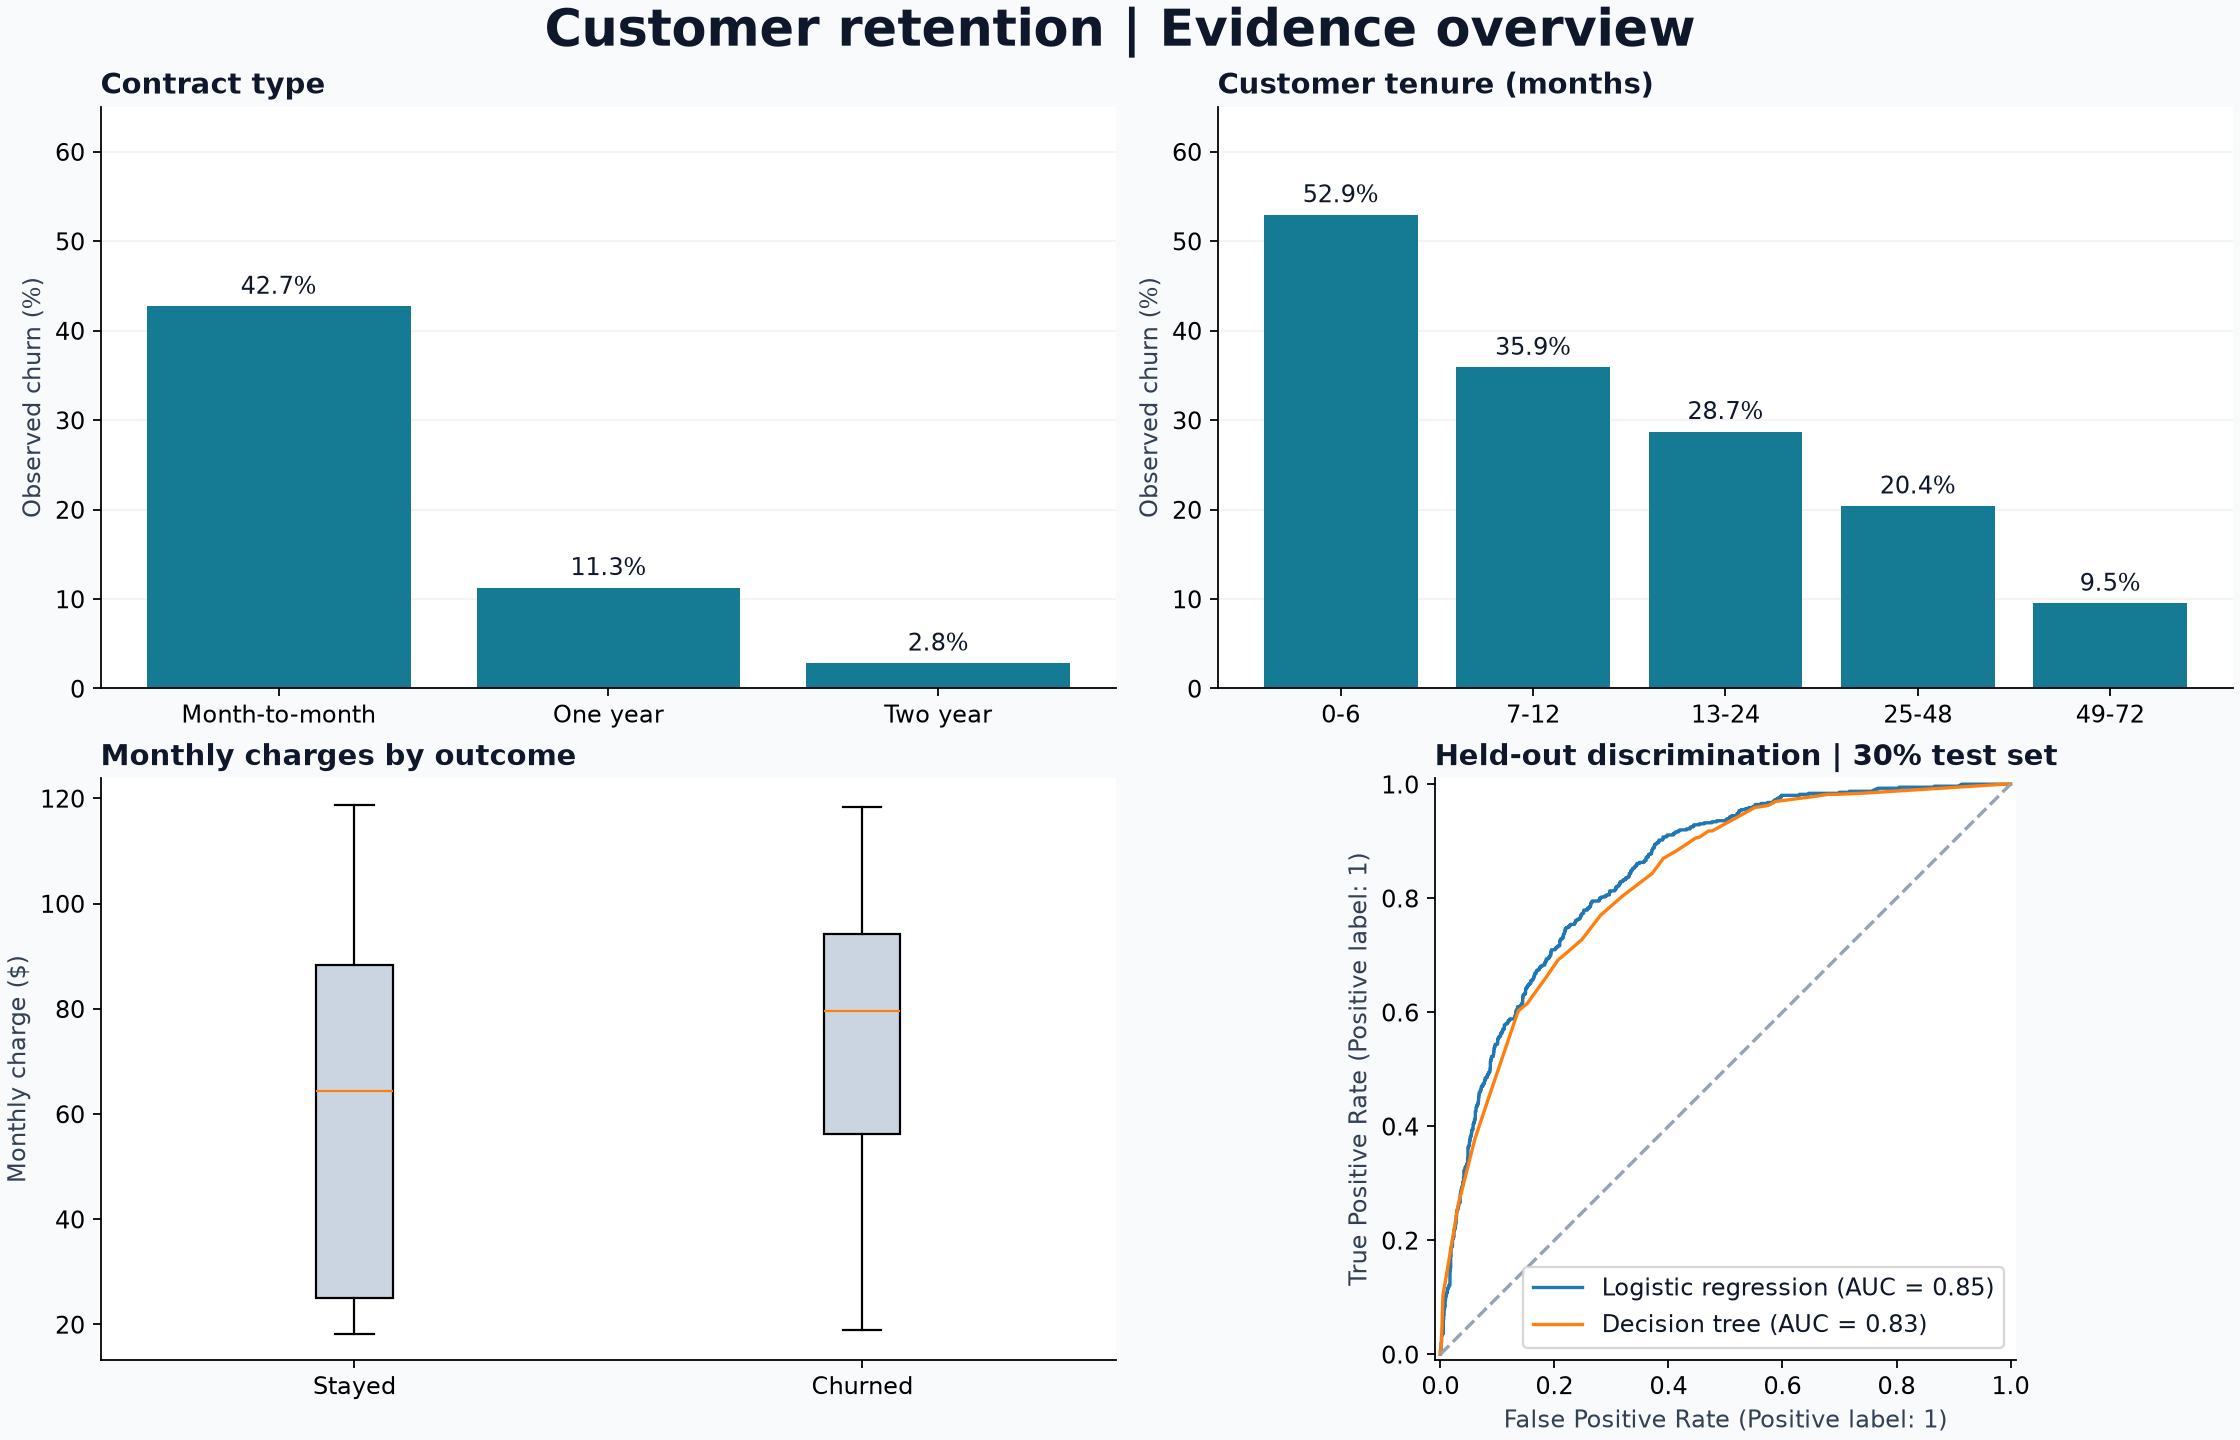 Customer retention | Evidence overview
Contract type
Observed churn (%)
60
50
40
30
20
10
0
42.7%
11.3%
2.8%
Month-to-month
One year
Two year
Customer tenure (months)
Observed churn (%)
60
50
40
30
20
10
0
52.9%
35.9%
28.7%
20.4%
9.5%
0-6
7-12
13-24
25-48
49-72
Monthly charges by outcome
Monthly charge ($)
120
100
80
60
40
20
Stayed
Churned
Held-out discrimination | 30% test set
True Positive Rate (Positive label: 1)
1.0
0.8
0.6
0.4
0.2
0.0
Logistic regression (AUC = 0.85)
Decision tree (AUC = 0.83)
0.0
0.2
0.4
0.6
0.8
1.0
False Positive Rate (Positive label: 1)